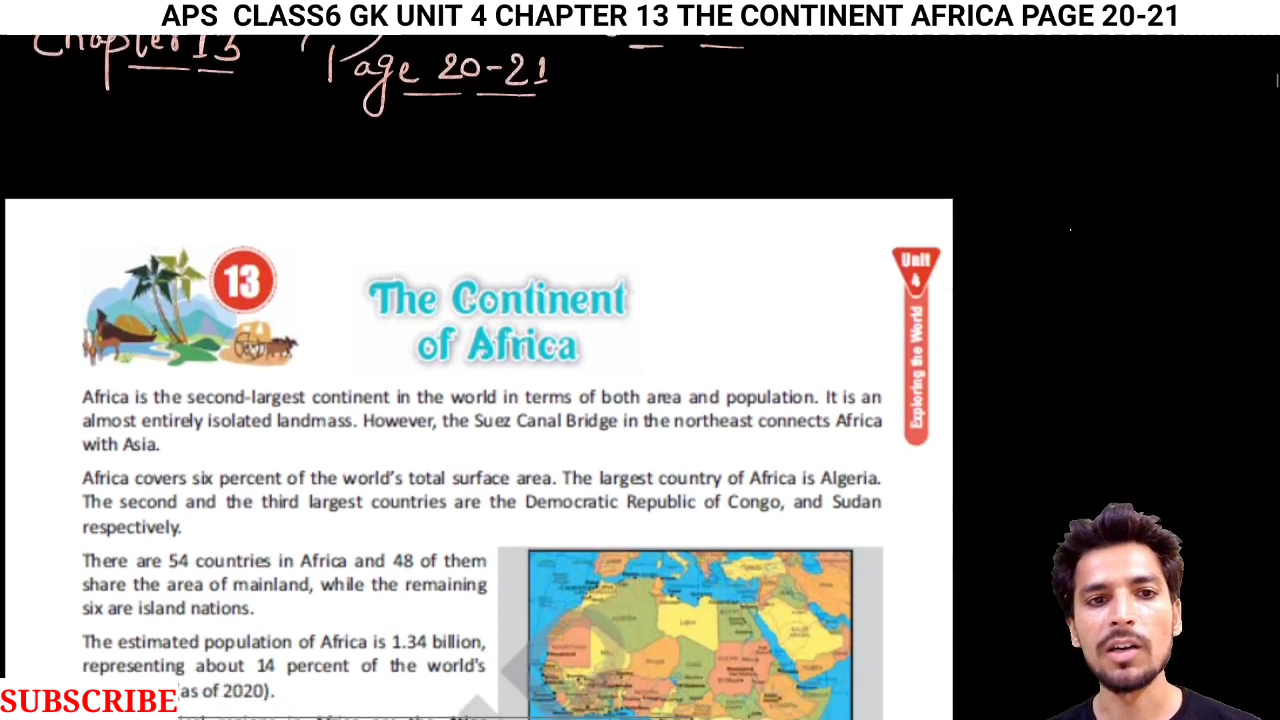 APS CLASS6 GK UNIT 4 CHAPTER 13 THE CONTINENT AFRICA PAGE 20-21
Chapter 13
Page 20-21
13
Unit
4
The Continent
of Africa
Exploring the World
Africa is the second-largest continent in the world in terms of both area and population. It is an
almost entirely isolated landmass. However, the Suez Canal Bridge in the northeast connects Africa
with Asia.
Africa covers six percent of the world's total surface area. The largest country of Africa is Algeria.
The second and the third largest countries are the Democratic Republic of Congo, and Sudan
respectively.
There are 54 countries in Africa and 48 of them
share the area of mainland, while the remaining
six are island nations.
The estimated population of Africa is 1.34 billion,
representing about 14 percent of the world's
as of 2020).
SUBSCRIBE